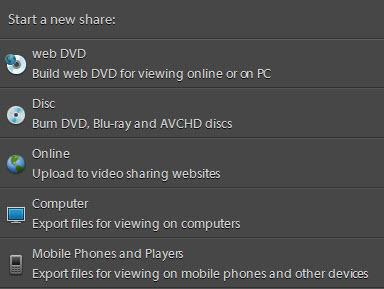 Start a new share:
web DVD
Build web DVD for viewing online or on PC
Disc
Burn DVD, Blu-ray and AVCHD discs
Online
Upload to video sharing websites
Computer
Export files for viewing on computers
Mobile Phones and Players
Export files for viewing on mobile phones and other devices